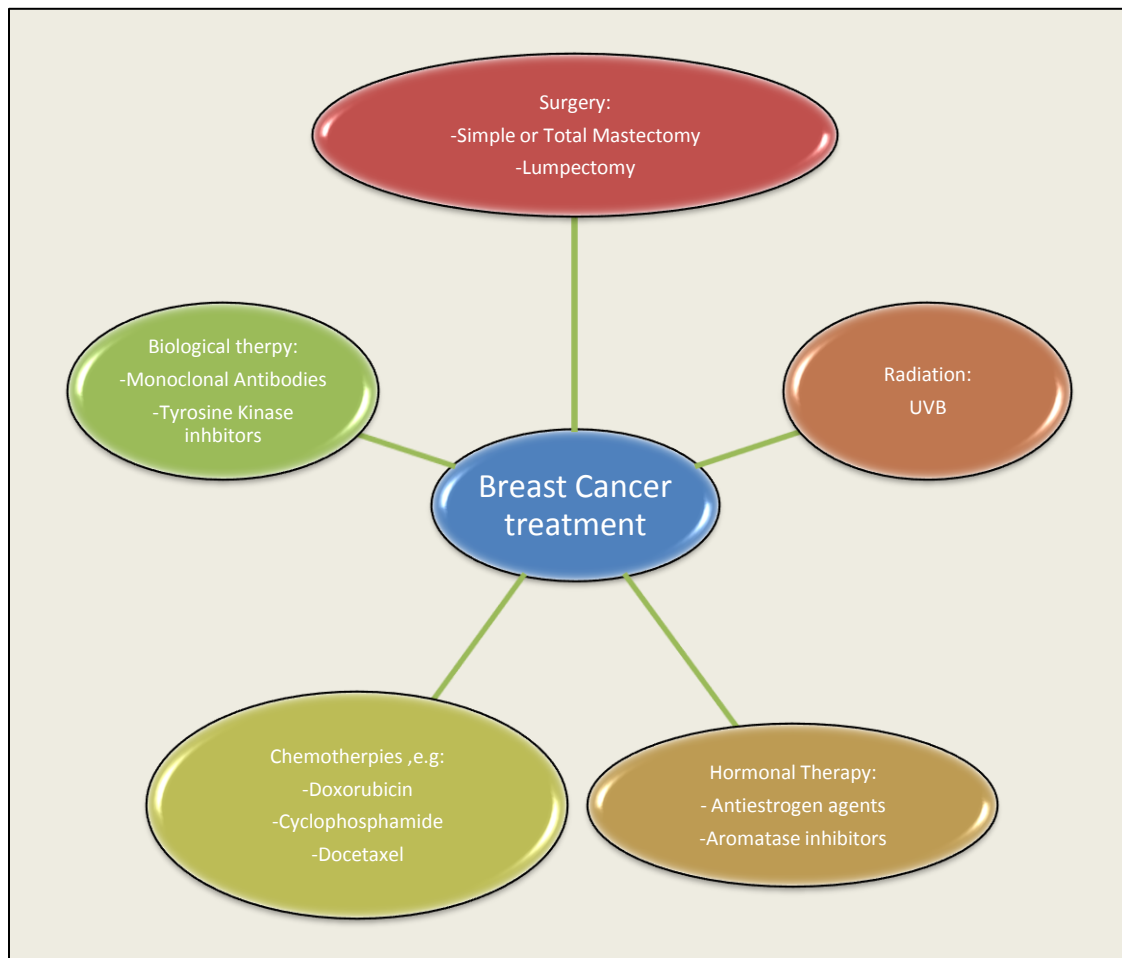 Surgery:
-Simple or Total Mastectomy
-Lumpectomy
Biological therpy:
-Monoclonal Antibodies
-Tyrosine Kinase
inhbitors
Radiation:
UVB
Breast Cancer
treatment
Chemotherpies ,e.g:
-Doxorubicin
-Cyclophosphamide
-Docetaxel
Hormonal Therapy:
- Antiestrogen agents
-Aromatase inhibitors